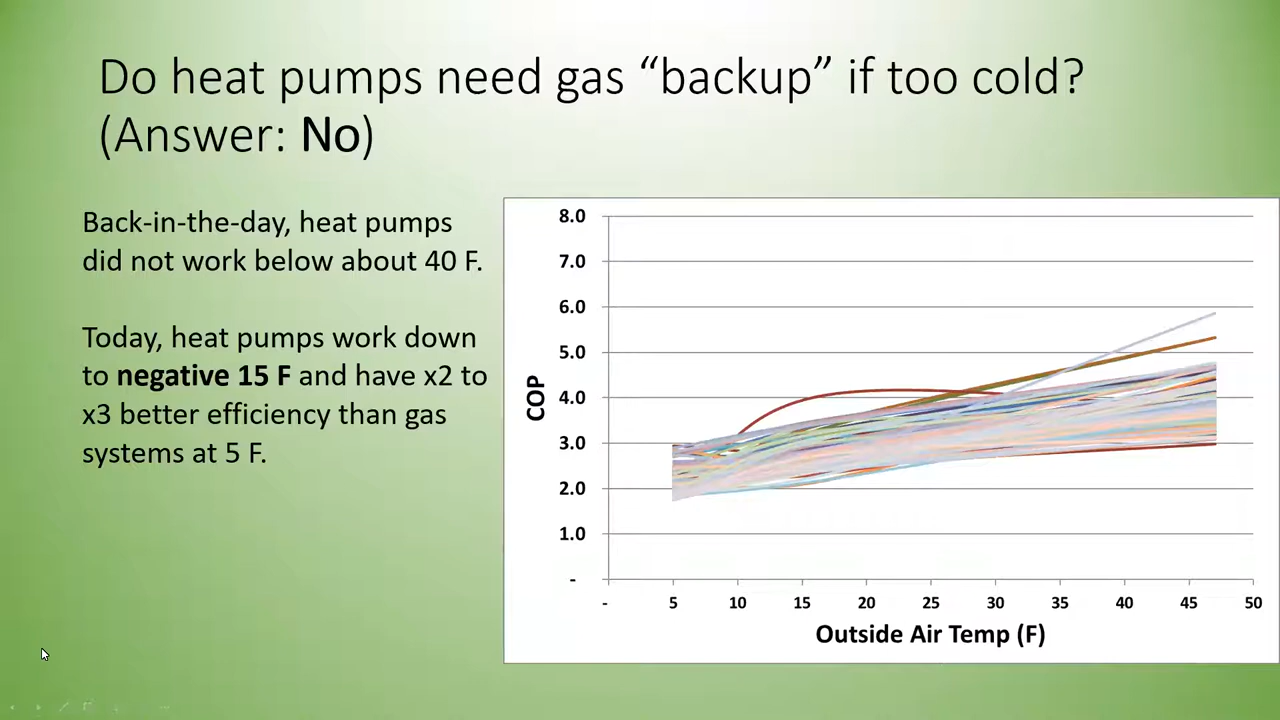 Do heat pumps need gas “backup” if too cold?
(Answer: No)
Back-in-the-day, heat pumps
did not work below about 40 F.
Today, heat pumps work down
to negative 15 F and have x2 to
x3 better efficiency than gas
systems at 5 F.
8.0
7.0
6.0
5.0
4.0
3.0
2.0
1.0
-
COP
- 5 10 15 20 25 30 35 40 45 50
Outside Air Temp (F)